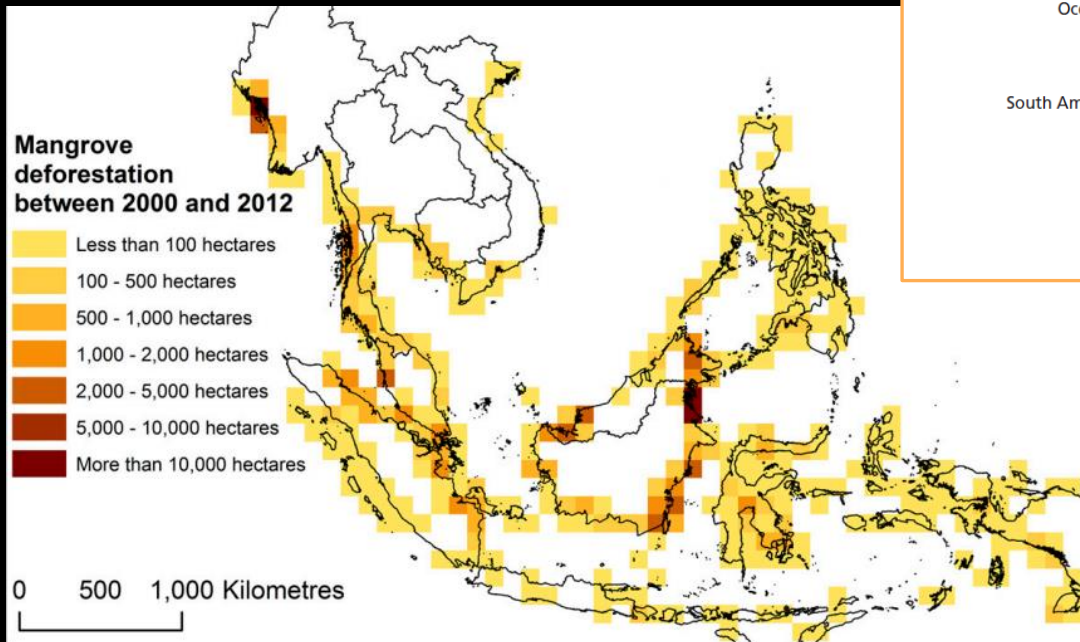 Mangrove
deforestation
between 2000 and 2012
Less than 100 hectares
100 - 500 hectares
500 - 1,000 hectares
1,000 - 2,000 hectares
2,000 - 5,000 hectares
5,000 - 10,000 hectares
More than 10,000 hectares
0 500 1,000 Kilometres
Oce
South Am